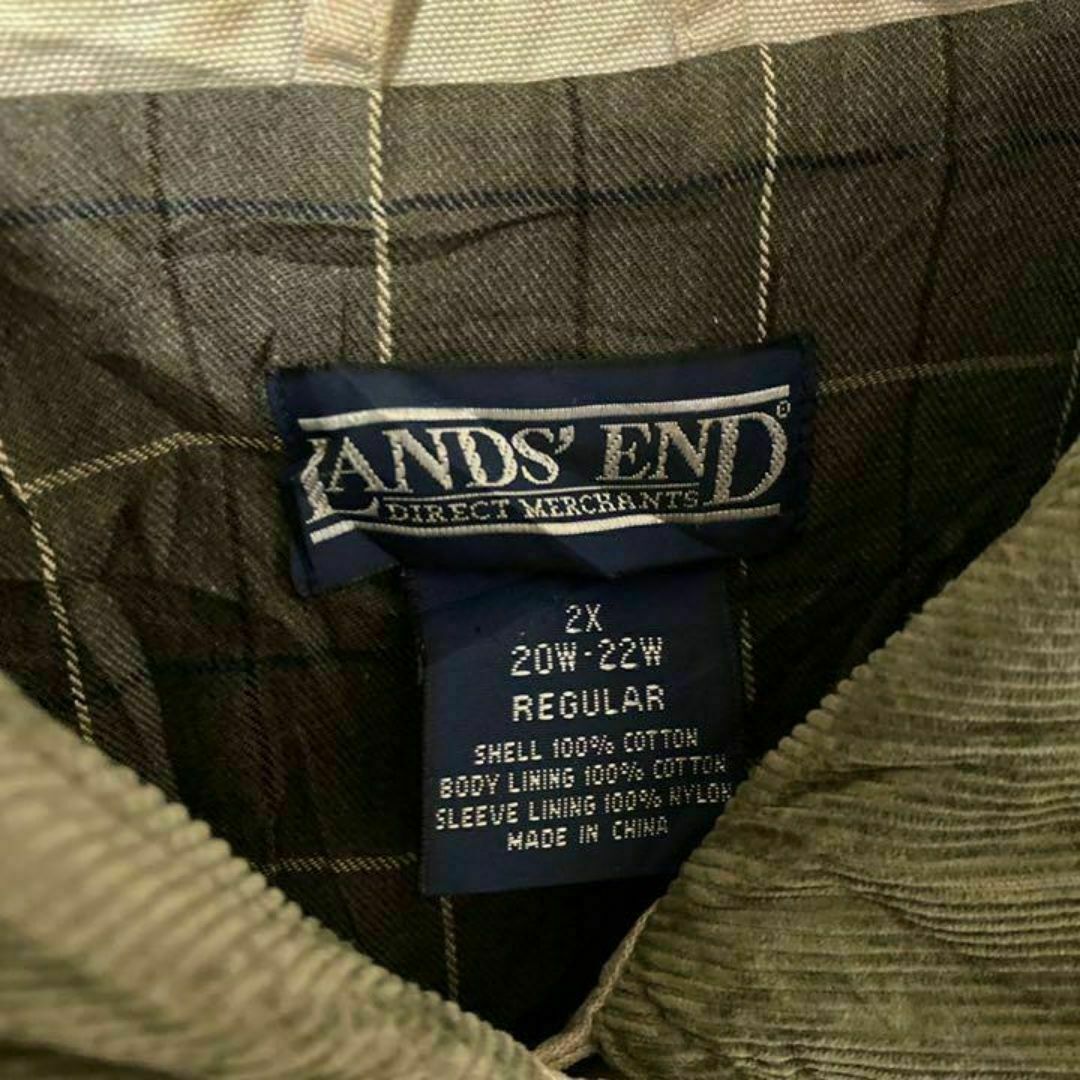 LANDS' END®
DIRECT MERCHANTS
2X
20W-22W
REGULAR
SHELL 100% COTTON
BODY LINING 100% COTTON
SLEEVE LINING 100% NYLON
MADE IN CHINA